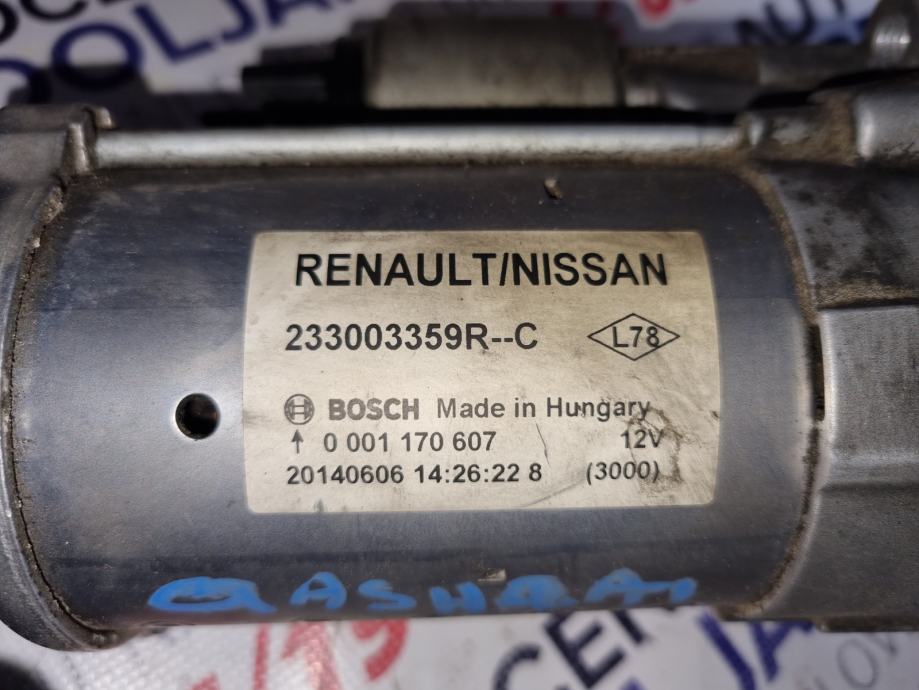 RENAULT/NISSAN
233003359R--C
L78
BOSCH Made in Hungary
↑ 0 001 170 607 12V
20140606 14:26:22 8 (3000)
QASHQAI